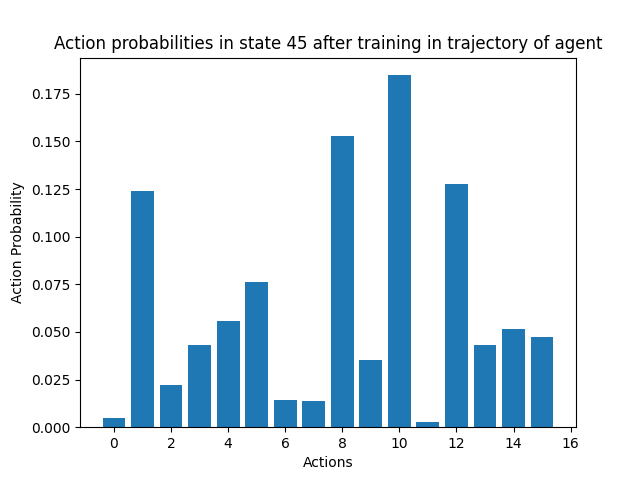 Action probabilities in state 45 after training in trajectory of agent
0.175
0.150
0.125
0.100
0.075
0.050
0.025
0.000
Action Probability
0 2 4 6 8 10 12 14 16
Actions